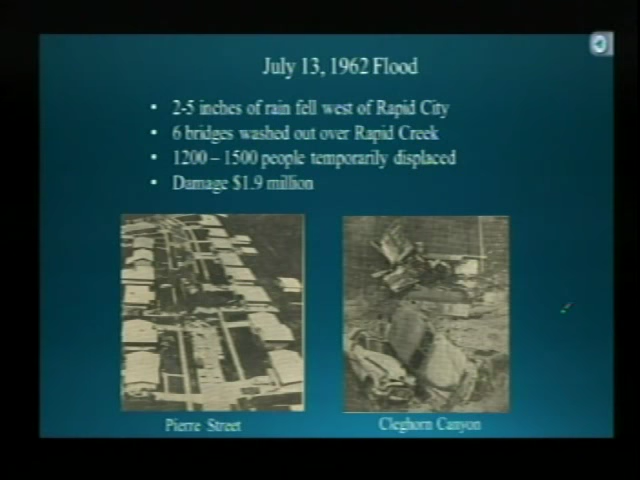 July 13, 1962 Flood
• 2-5 inches of rain fell west of Rapid City
• 6 bridges washed out over Rapid Creek
• 1200 – 1500 people temporarily displaced
• Damage $1.9 million
Pierre Street
Cleghorn Canyon